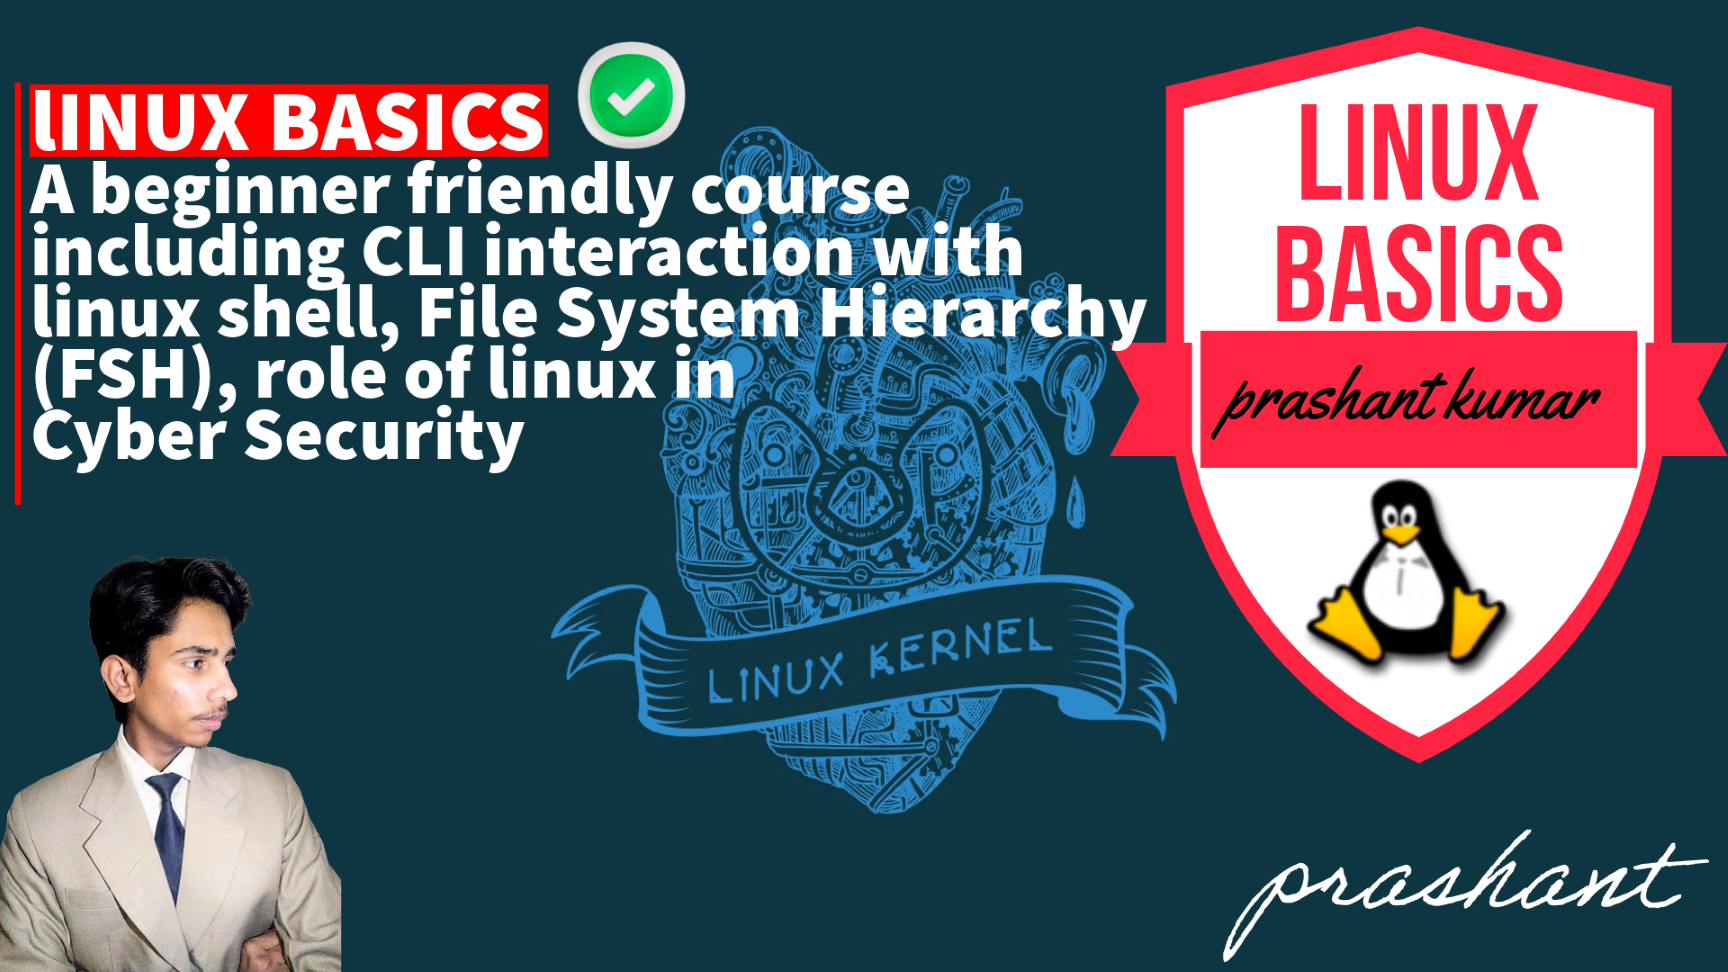 lINUX BASICS
A beginner friendly course
including CLI interaction with
linux shell, File System Hierarchy
(FSH), role of linux in
Cyber Security
LINUX
BASICS
prashant kumar
LINUX KERNEL
prashant